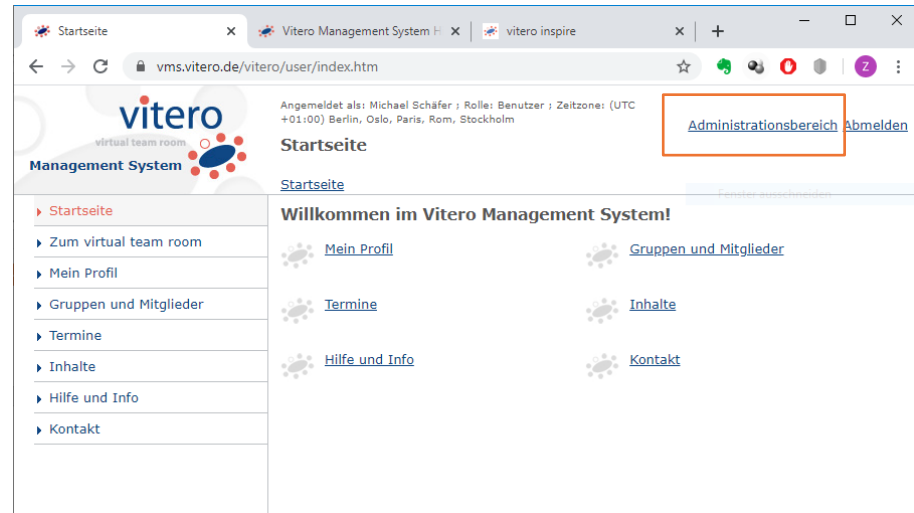 Startseite
Vitero Management System H
vitero inspire
vms.vitero.de/vitero/user/index.htm
Z
vitero
virtual team room
Management System
Angemeldet als: Michael Schäfer ; Rolle: Benutzer ; Zeitzone: (UTC
+01:00) Berlin, Oslo, Paris, Rom, Stockholm
Startseite
Startseite
Administrationsbereich Abmelden
Fenster ausschneiden
Startseite
Zum virtual team room
Mein Profil
Gruppen und Mitglieder
Termine
Inhalte
Hilfe und Info
Kontakt
Willkommen im Vitero Management System!
Mein Profil
Gruppen und Mitglieder
Termine
Inhalte
Hilfe und Info
Kontakt